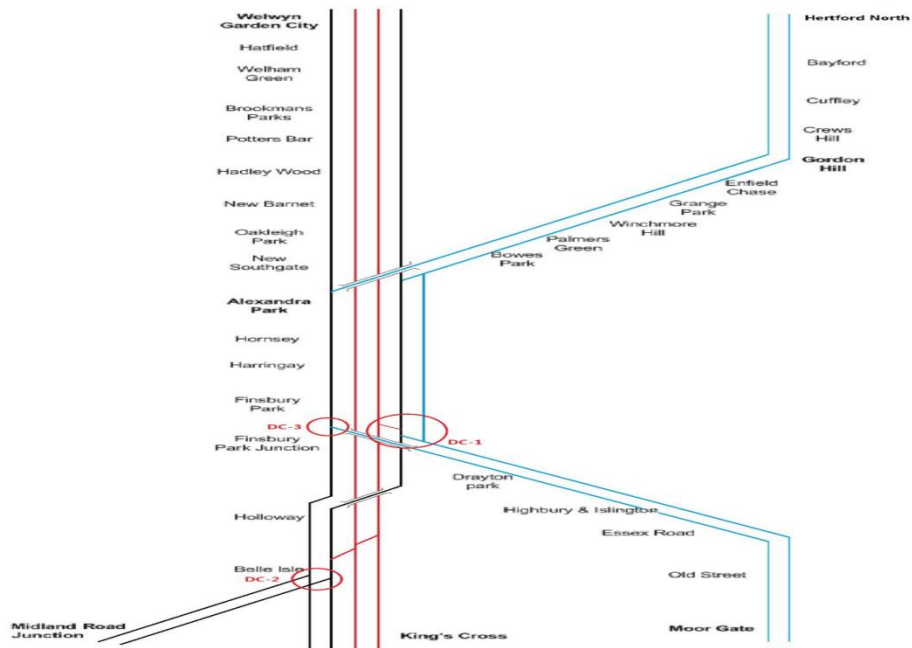 Welwyn
Garden City
Hatfield
Welham
Green
Brookmans
Parks
Potters Bar
Hadley Wood
New Barnet
Oakleigh
Park
New
Southgate
Alexandra
Park
Hornsey
Harringay
Finsbury
Park
DC-3
Finsbury
Park Junction
Holloway
Belle Isle
DC-2
Midland Road
Junction
King's Cross
Hertford North
Bayford
Cuffley
Crews
Hill
Gordon
Hill
Enfield
Chase
Grange
Park
Winchmore
Hill
Palmers
Green
Bowes
Park
DC-1
Drayton
park
Highbury & Islington
Essex Road
Old Street
Moor Gate